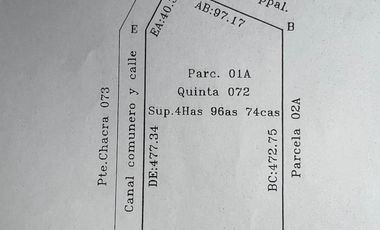 ppal.
AB:97.17
EA:40.
E
B
Parc. 01A
Quinta 072
Sup.4Has 96as 74cas
Pte.Chacra 073
Canal comunero y calle
DE:477.34
BC:472.75
Parcela 02A